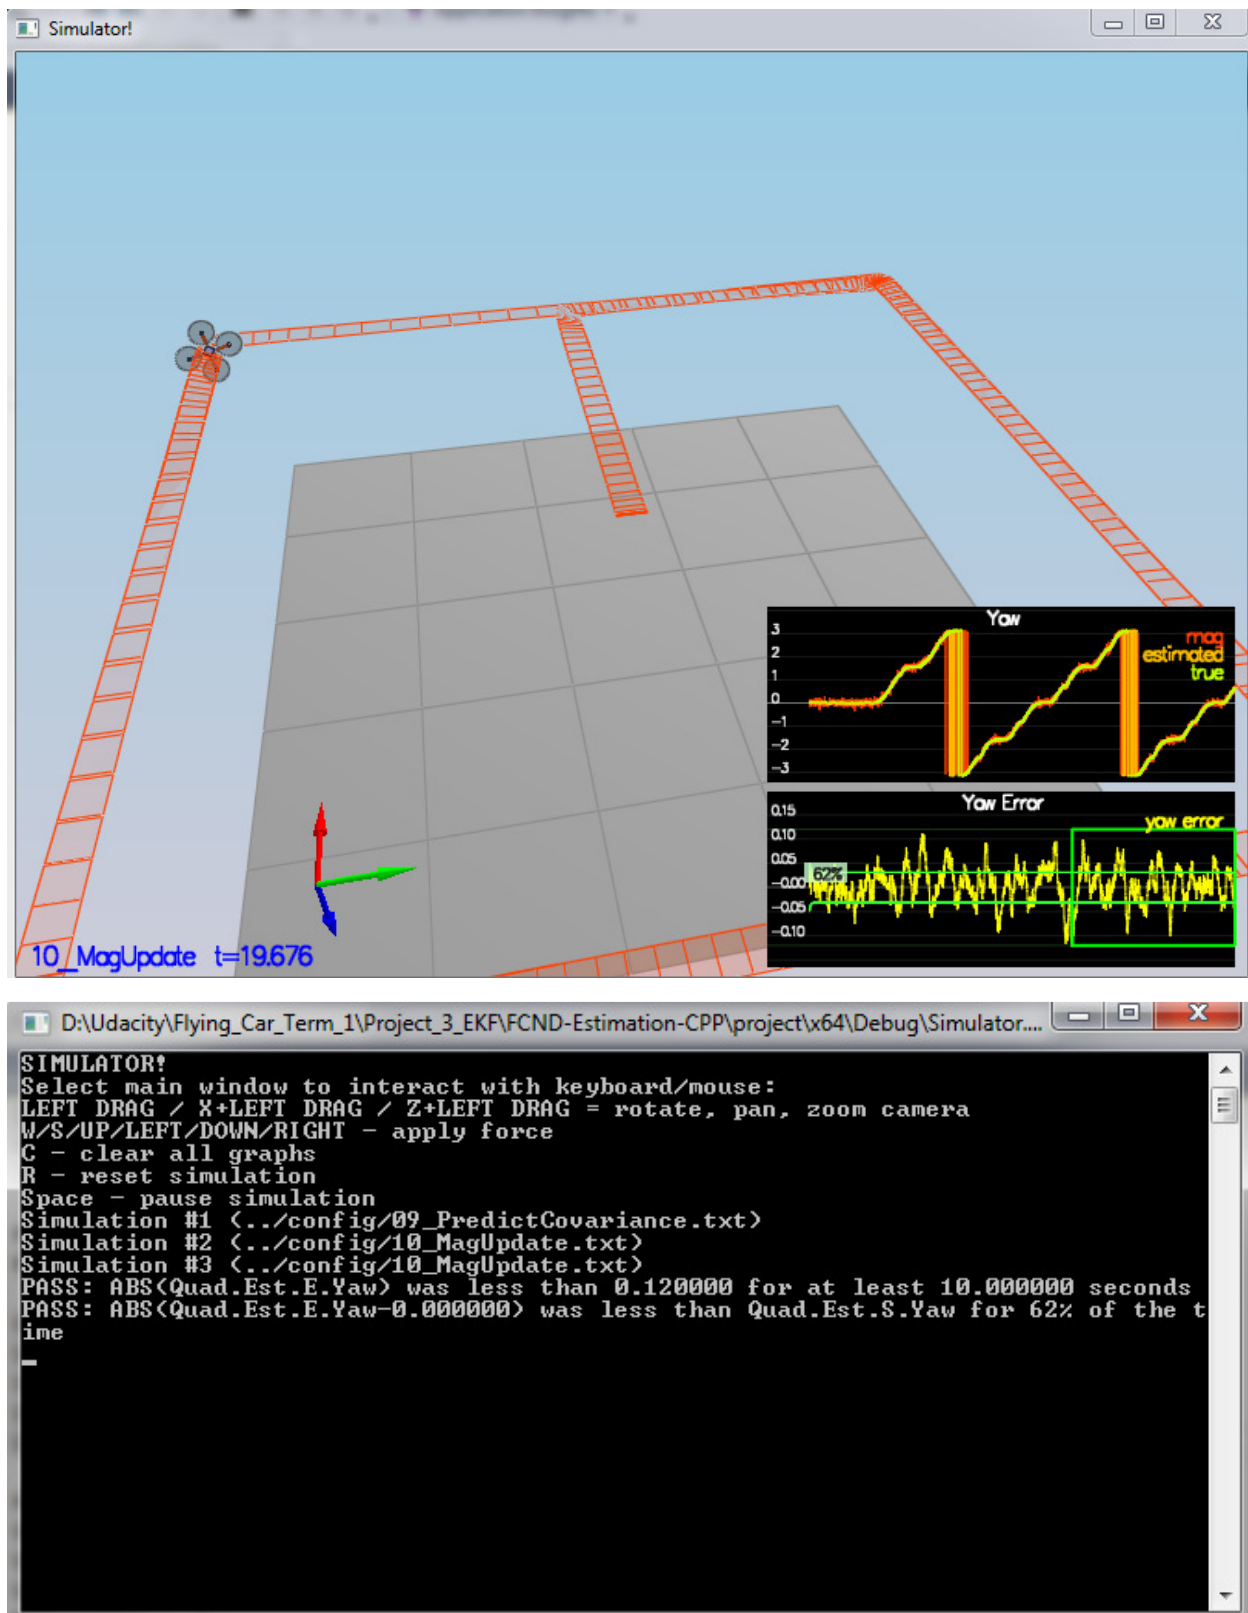 Simulator!
Yaw
3
2
1
0
-1
-2
-3
mag
estimated
true
Yaw Error
0.15
0.10
0.05
-0.00
-0.05
-0.10
yaw error
62%
10_MagUpdate t=19.676
D:\Udacity\Flying_Car_Term_1\Project_3_EKF\FCND-Estimation-CPP\project\x64\Debug\Simulator....
SIMULATOR!
Select main window to interact with keyboard/mouse:
LEFT DRAG / X+LEFT DRAG / Z+LEFT DRAG = rotate, pan, zoom camera
W/S/UP/LEFT/DOWN/RIGHT - apply force
C - clear all graphs
R - reset simulation
Space - pause simulation
Simulation #1 (../config/09_PredictCovariance.txt)
Simulation #2 (../config/10_MagUpdate.txt)
Simulation #3 (../config/10_MagUpdate.txt)
PASS: ABS(Quad.Est.E.Yaw) was less than 0.120000 for at least 10.000000 seconds
PASS: ABS(Quad.Est.E.Yaw-0.000000) was less than Quad.Est.S.Yaw for 62% of the t
ime